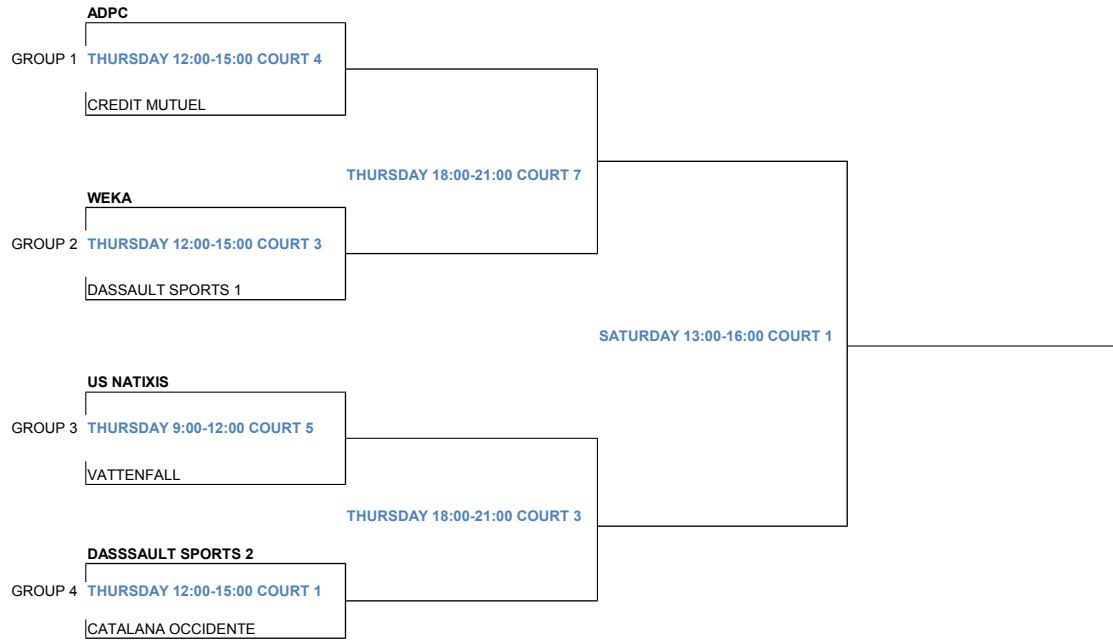 ADPC
GROUP 1 THURSDAY 12:00-15:00 COURT 4
CREDIT MUTUEL
THURSDAY 18:00-21:00 COURT 7
WEKA
GROUP 2 THURSDAY 12:00-15:00 COURT 3
DASSAULT SPORTS 1
SATURDAY 13:00-16:00 COURT 1
US NATIXIS
GROUP 3 THURSDAY 9:00-12:00 COURT 5
VATTENFALL
THURSDAY 18:00-21:00 COURT 3
DASSSAULT SPORTS 2
GROUP 4 THURSDAY 12:00-15:00 COURT 1
CATALANA OCCIDENTE